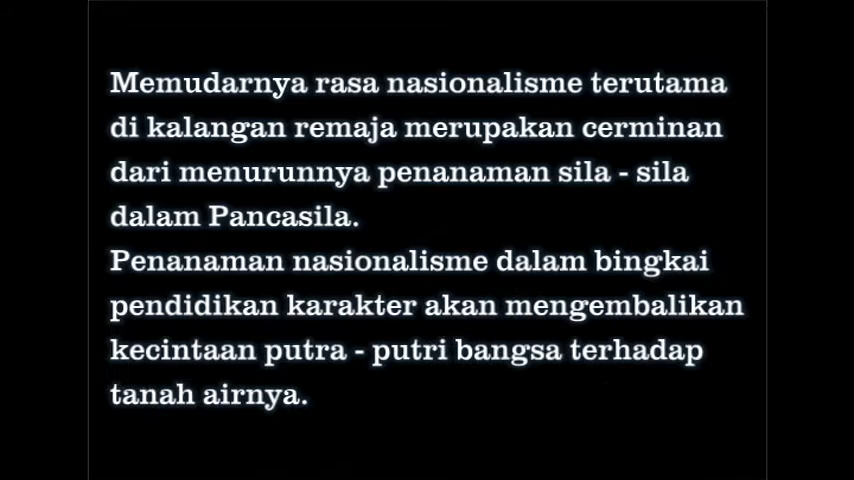 Memudarnya rasa nasionalisme terutama
di kalangan remaja merupakan cerminan
dari menurunnya penanaman sila - sila
dalam Pancasila.
Penanaman nasionalisme dalam bingkai
pendidikan karakter akan mengembalikan
kecintaan putra - putri bangsa terhadap
tanah airnya.